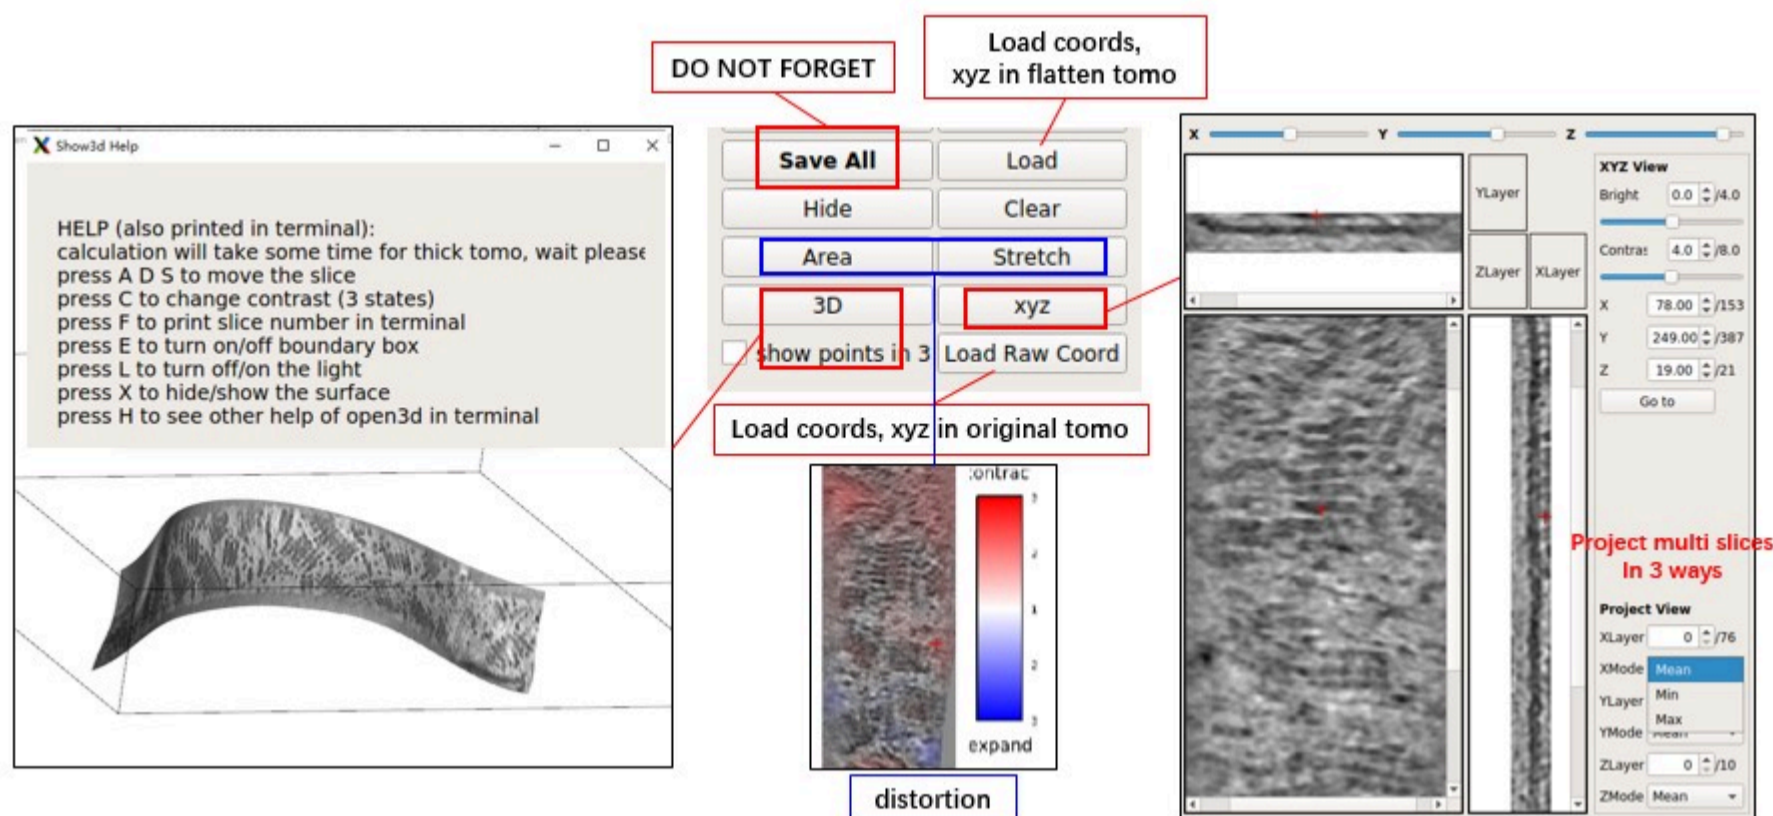 DO NOT FORGET
Load coords,
xyz in flatten tomo
Show3d Help
HELP (also printed in terminal):
calculation will take some time for thick tomo, wait please
press A D S to move the slice
press C to change contrast (3 states)
press F to print slice number in terminal
press E to turn on/off boundary box
press L to turn off/on the light
press X to hide/show the surface
press H to see other help of open3d in terminal
Save All
Load
Hide
Clear
Area
Stretch
3D
xyz
show points in 3
Load Raw Coord
Load coords, xyz in original tomo
ontrac
2
1
2
3
expand
distortion
X
Y
Z
YLayer
ZLayer
XLayer
XYZ View
Bright 0.0 /4.0
Contras 4.0 /8.0
X 78.00 /153
Y 249.00 /387
Z 19.00 /21
Go to
Project multi slices
In 3 ways
Project View
XLayer 0 /76
XMode Mean
Min
YLayer
Max
YMode Mean
ZLayer 0 /10
ZMode Mean